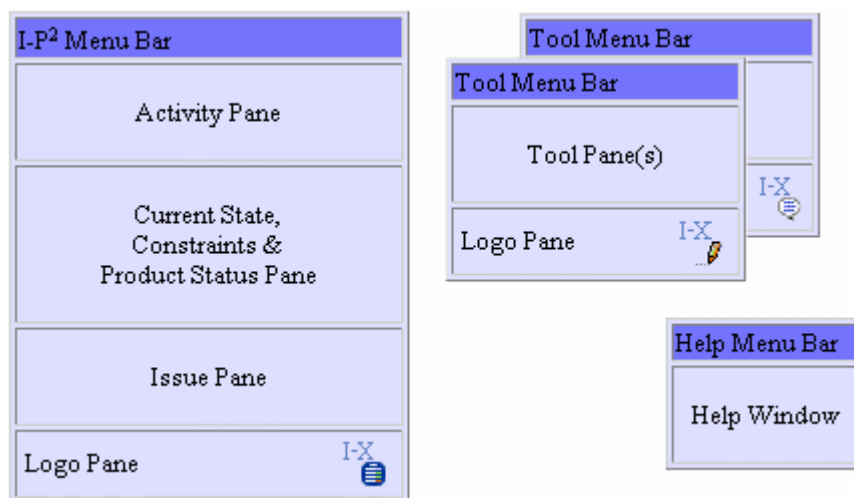 I-P² Menu Bar
Activity Pane
Current State,
Constraints &
Product Status Pane
Issue Pane
Logo Pane
I-X
Tool Menu Bar
I-X
Tool Menu Bar
Tool Pane(s)
Logo Pane
I-X
Help Menu Bar
Help Window